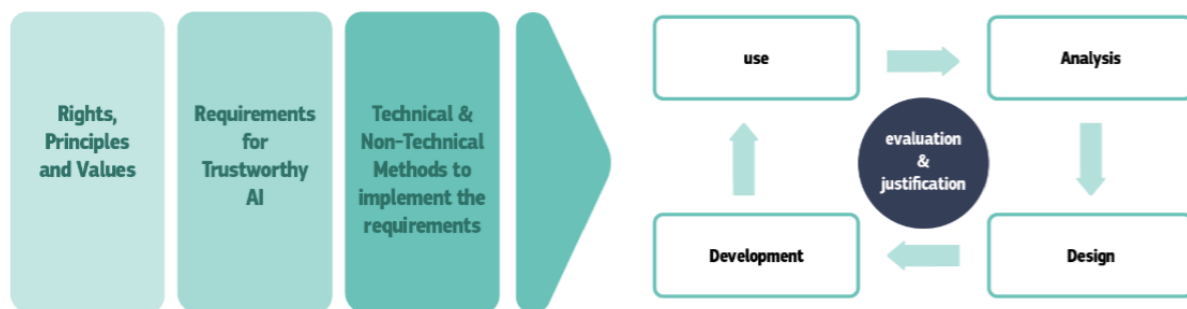 Rights,
Principles
and Values
Requirements
for
Trustworthy
AI
Technical &
Non-Technical
Methods to
implement the
requirements
use
Analysis
evaluation
&
justification
Development
Design